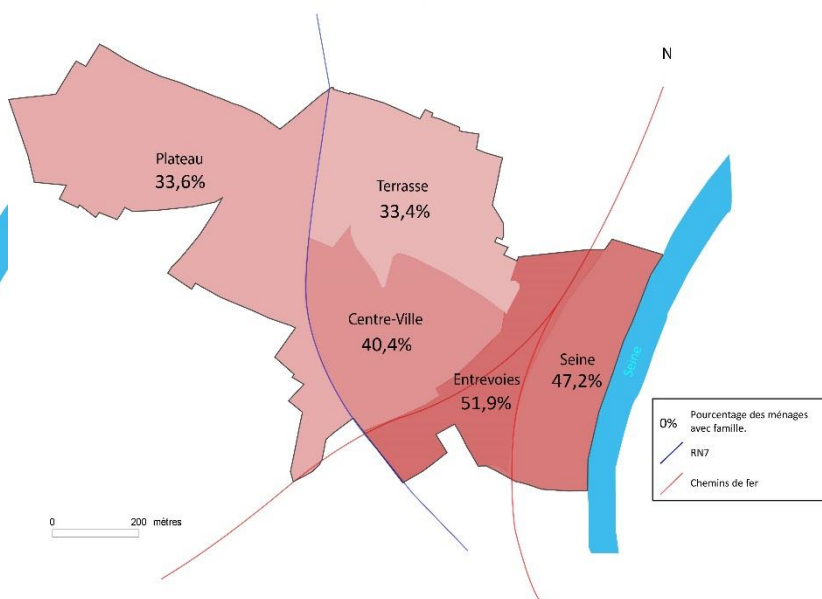 N
Plateau
33,6%
Terrasse
33,4%
Centre-Ville
40,4%
Entrevoies
51,9%
Seine
47,2%
Seine
0% Pourcentage des ménages
avec famille.
RN7
Chemins de fer
0 200 mètres